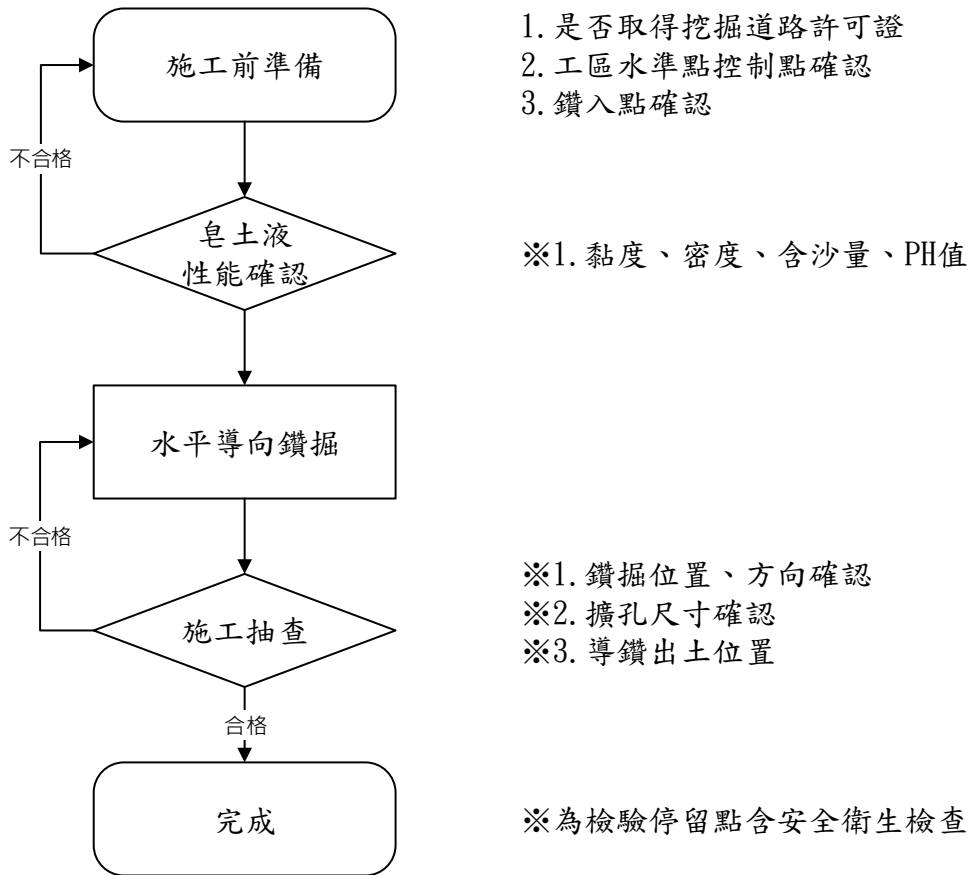 施工前準備
1.是否取得挖掘道路許可證
2.工區水準點控制點確認
3.鑽入點確認
不合格
皂土液
性能確認
※1.黏度、密度、含沙量、PH值
水平導向鑽掘
不合格
施工抽查
※1.鑽掘位置、方向確認
※2.擴孔尺寸確認
※3.導鑽出土位置
合格
完成
※為檢驗停留點含安全衛生檢查